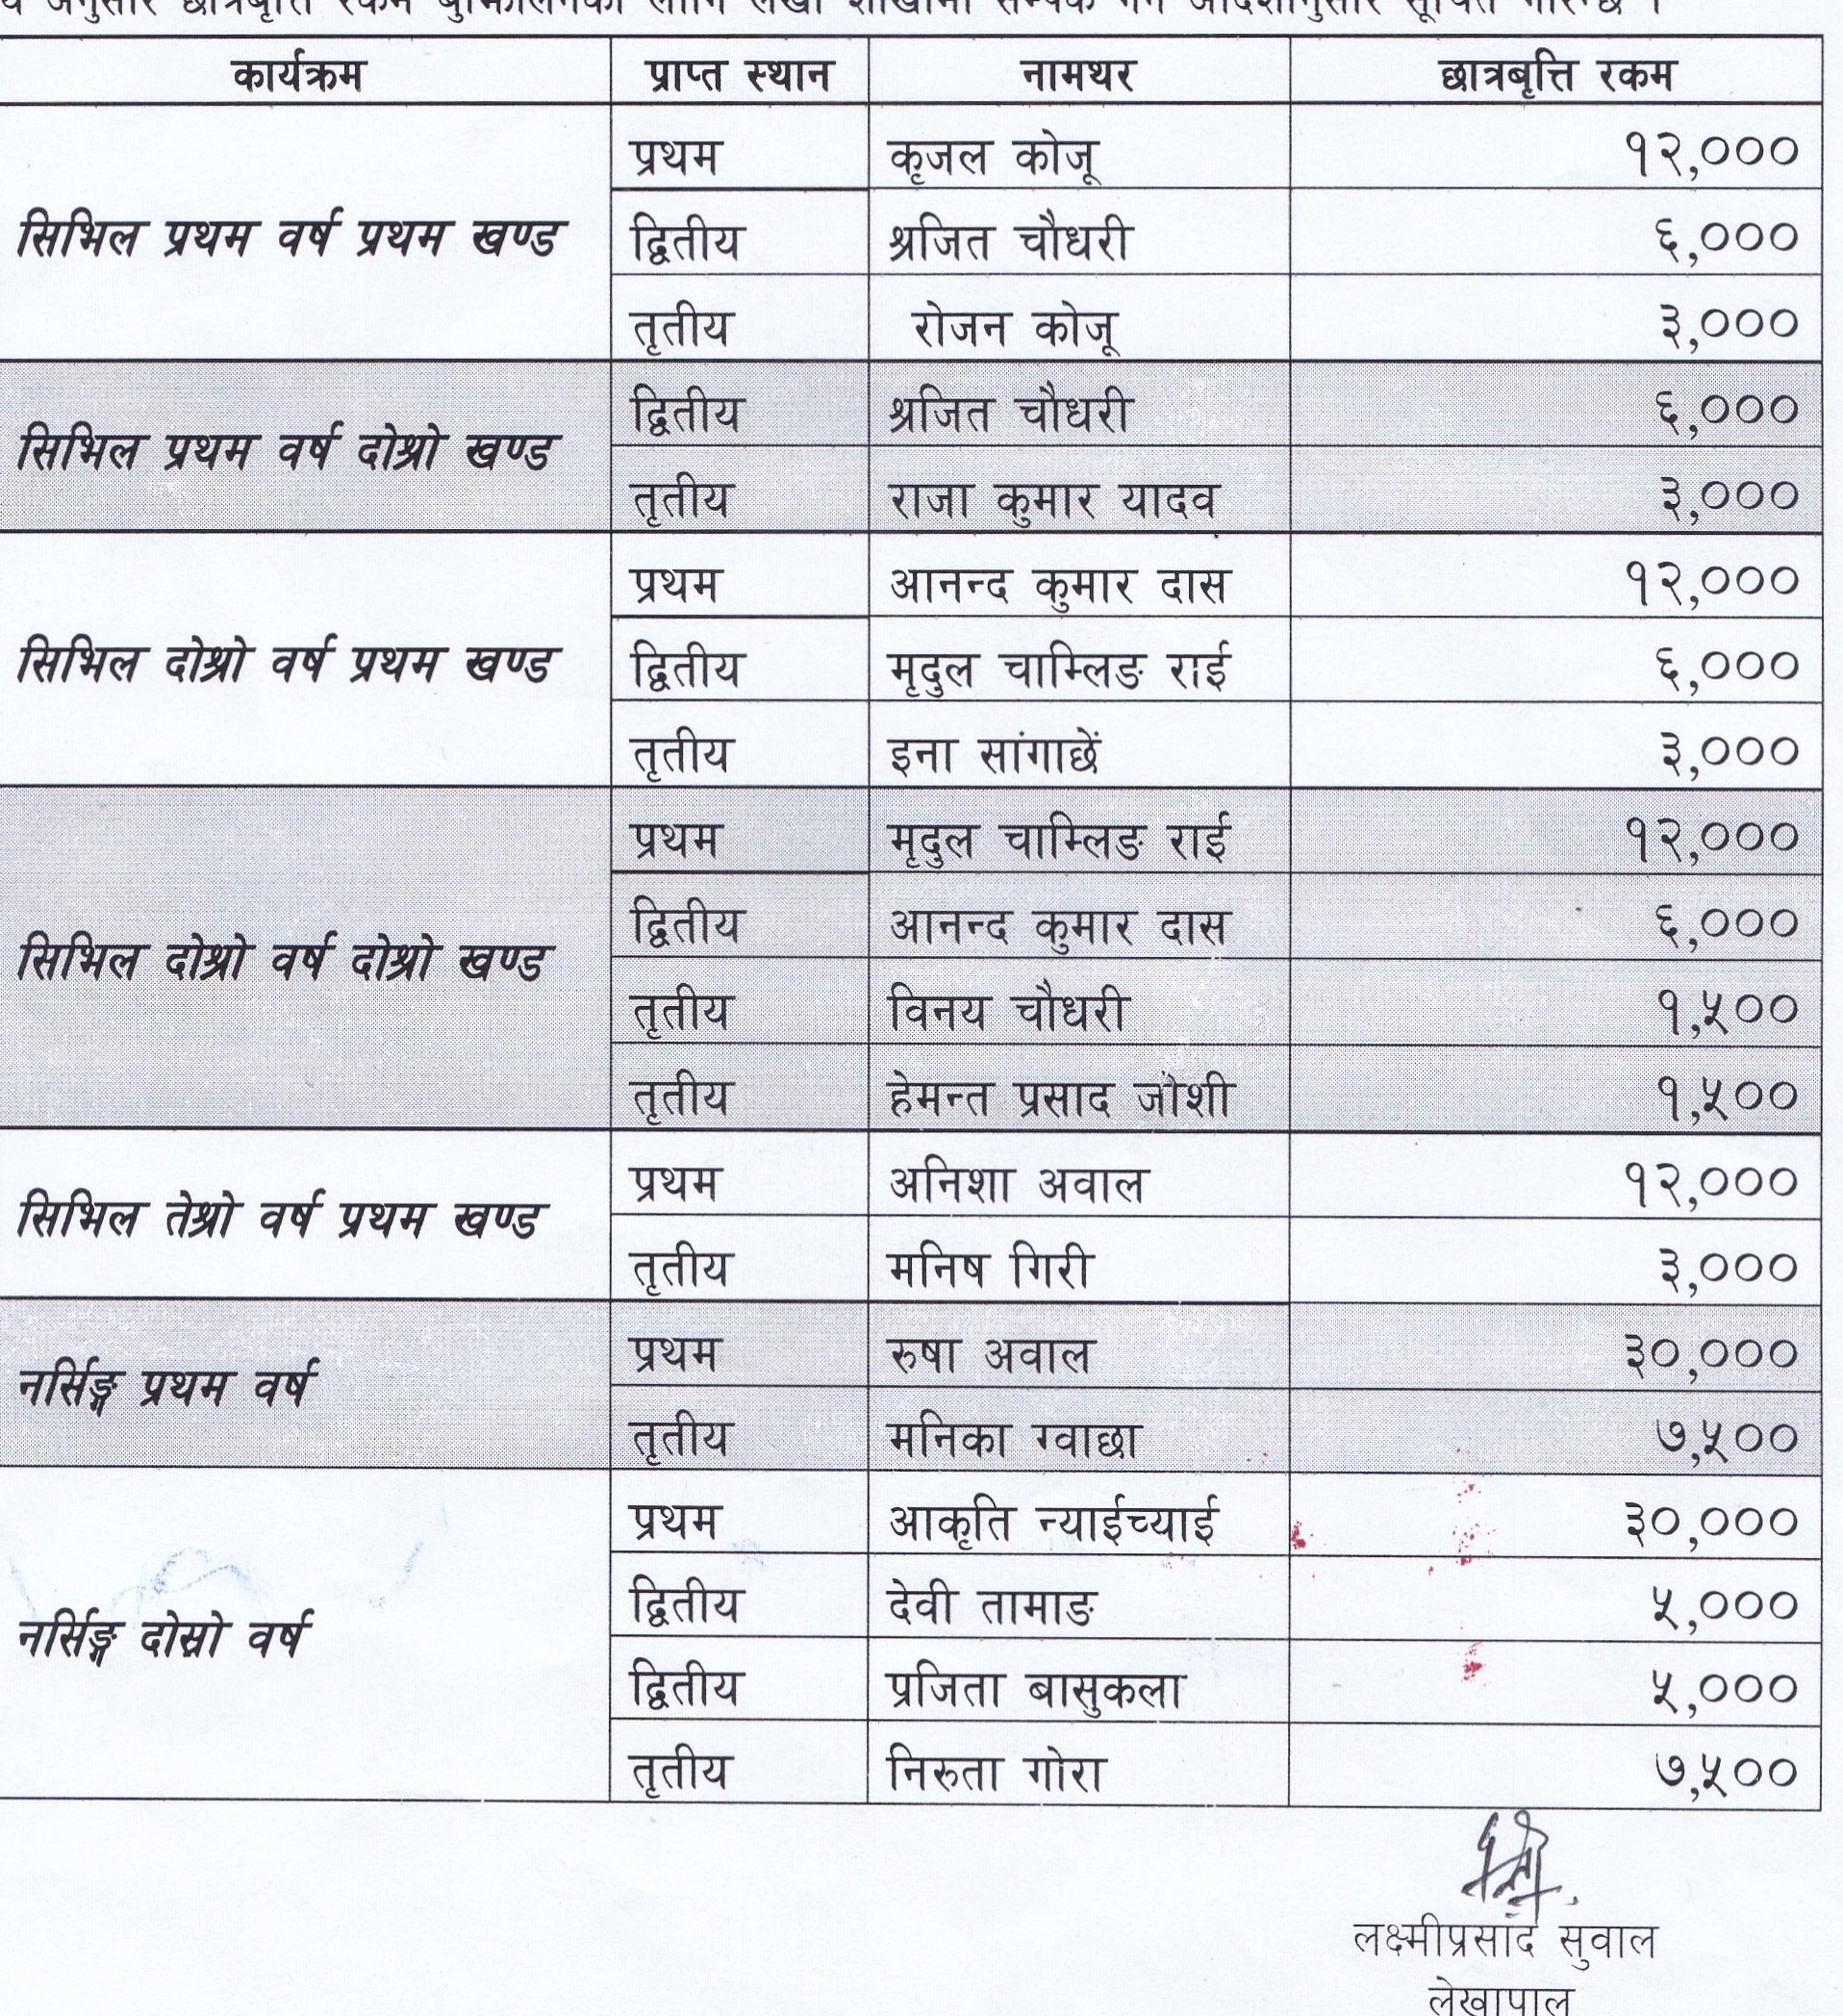 अनुसार छात्रबृत्ति रकम बुझिलिनको लागि लेखा शाखामा सम्पर्क गर्न आदेशानुसार सूचित गरिन्छ ।
कार्यक्रम प्राप्त स्थान नामथर छात्रबृत्ति रकम
सिभिल प्रथम वर्ष प्रथम खण्ड
प्रथम कृजल कोजू १२,०००
द्वितीय श्रजित चौधरी ६,०००
तृतीय रोजन कोजू ३,०००
सिभिल प्रथम वर्ष दोश्रो खण्ड
द्वितीय श्रजित चौधरी ६,०००
तृतीय राजा कुमार यादव ३,०००
सिभिल दोश्रो वर्ष प्रथम खण्ड
प्रथम आनन्द कुमार दास १२,०००
द्वितीय मृदुल चाम्लिङ राई ६,०००
तृतीय इना सांगाछें ३,०००
सिभिल दोश्रो वर्ष दोश्रो खण्ड
प्रथम मृदुल चाम्लिङ राई १२,०००
द्वितीय आनन्द कुमार दास ६,०००
तृतीय विनय चौधरी १,५००
तृतीय हेमन्त प्रसाद जोशी १,५००
सिभिल तेश्रो वर्ष प्रथम खण्ड
प्रथम अनिशा अवाल १२,०००
तृतीय मनिष गिरी ३,०००
नर्सिङ्ग प्रथम वर्ष
प्रथम रुषा अवाल ३०,०००
तृतीय मनिका ग्वाछा ७,५००
नर्सिङ्ग दोस्रो वर्ष
प्रथम आकृति न्याईच्याई ३०,०००
द्वितीय देवी तामाङ ५,०००
द्वितीय प्रजिता बासुकला ५,०००
तृतीय निरुता गोरा ७,५००
लक्ष्मीप्रसाद सुवाल
लेखापाल